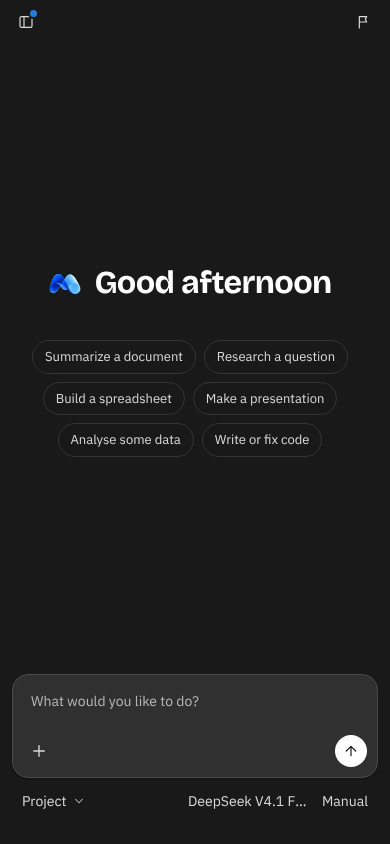 Good afternoon
Summarize a document
Research a question
Build a spreadsheet
Make a presentation
Analyse some data
Write or fix code
What would you like to do?
Project
DeepSeek V4.1 F...
Manual